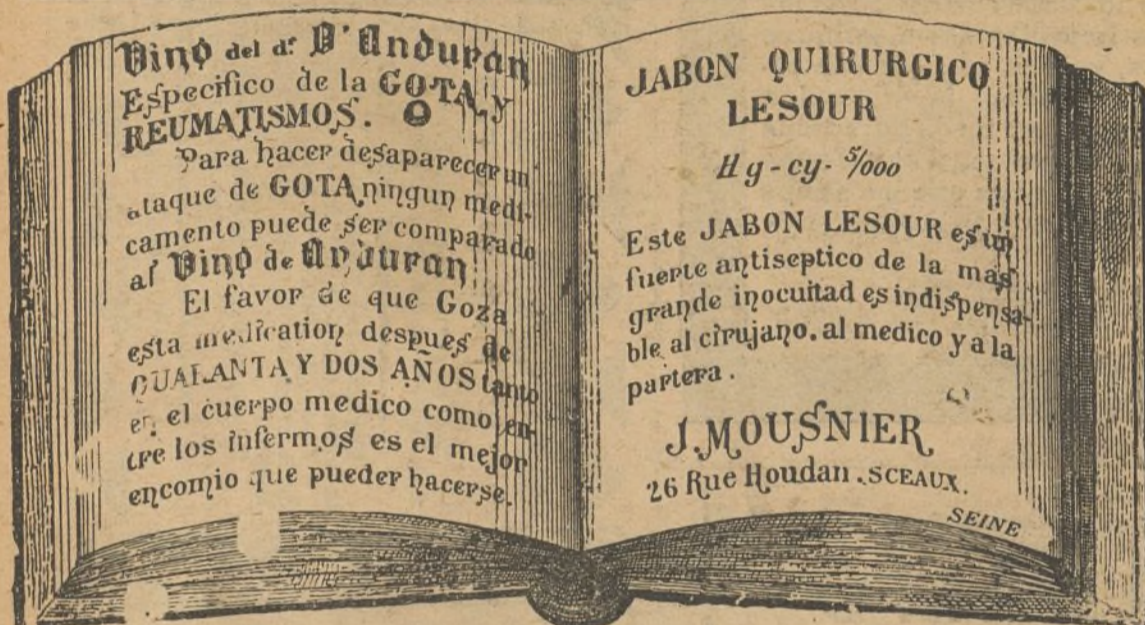 Vino del dr. D'Anduran
Especifico de la GOTA y
REUMATISMOS.
Para hacer desaparecer un
ataque de GOTA ningun medi-
camento puede ser comparado
al Vino de Anduran
El favor de que Goza
esta medication despues de
QUALANTA Y DOS AÑOS tanto
en el cuerpo medico como en-
tre los infermos es el mejor
encomio que pueder hacerse.
JABON QUIRURGICO
LESOUR
Hg-cy- 5/000
Este JABON LESOUR es un
fuerte antiseptico de la mas
grande inocuitad es indispensa-
ble al cirujano, al medico y a la
partera.
J. MOUSNIER
26 Rue Houdan. SCEAUX.
SEINE